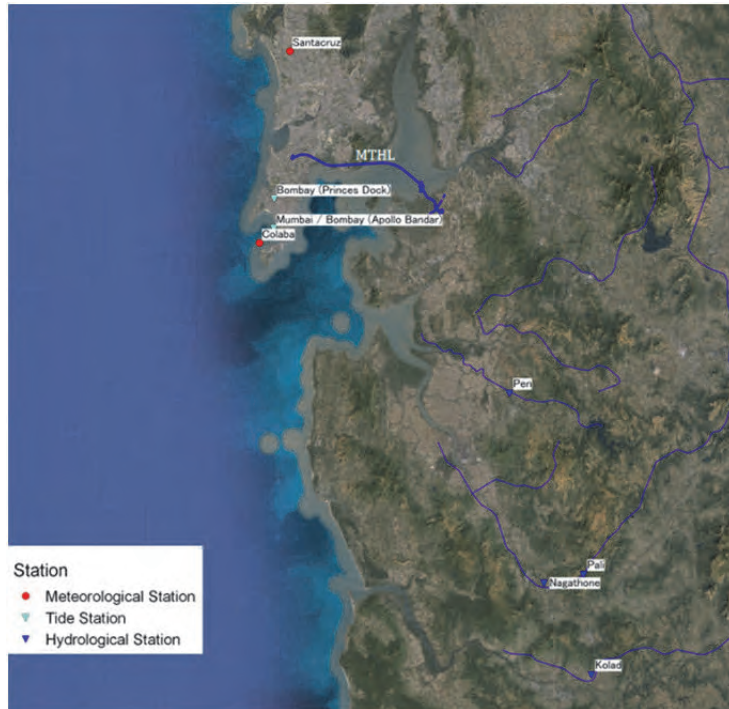 Santacruz
MTHL
Bombay (Princes Dock)
Mumbai / Bombay (Apollo Bandar)
Colaba
Pen
Pali
Nagathone
Kolad
Station
Meteorological Station
Tide Station
Hydrological Station